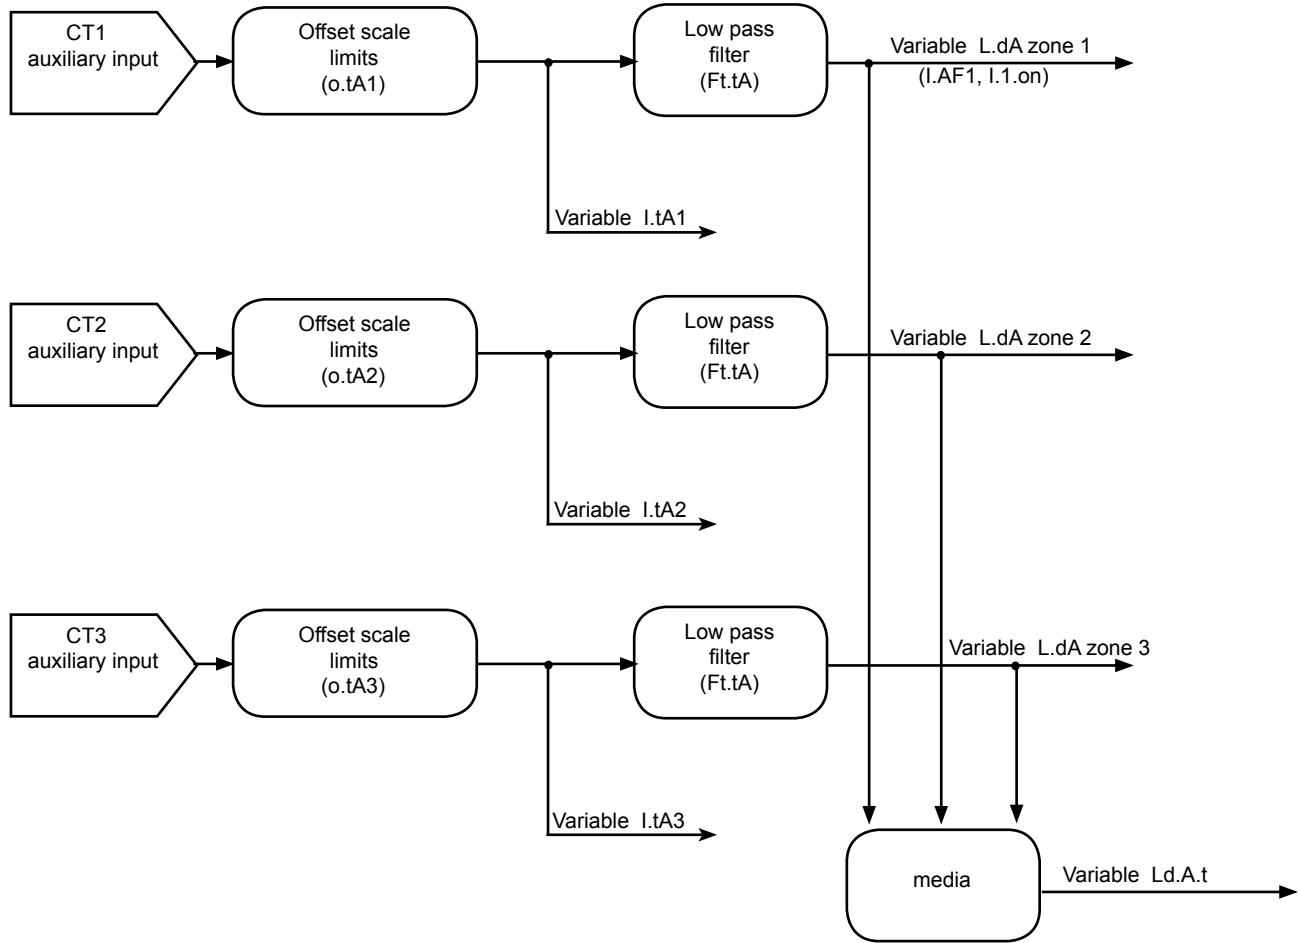 CT1
auxiliary input
Offset scale
limits
(o.tA1)
Low pass
filter
(Ft.tA)
Variable L.dA zone 1
(I.AF1, I.1.on)
Variable I.tA1
CT2
auxiliary input
Offset scale
limits
(o.tA2)
Low pass
filter
(Ft.tA)
Variable L.dA zone 2
Variable I.tA2
CT3
auxiliary input
Offset scale
limits
(o.tA3)
Low pass
filter
(Ft.tA)
Variable L.dA zone 3
Variable I.tA3
media
Variable Ld.A.t